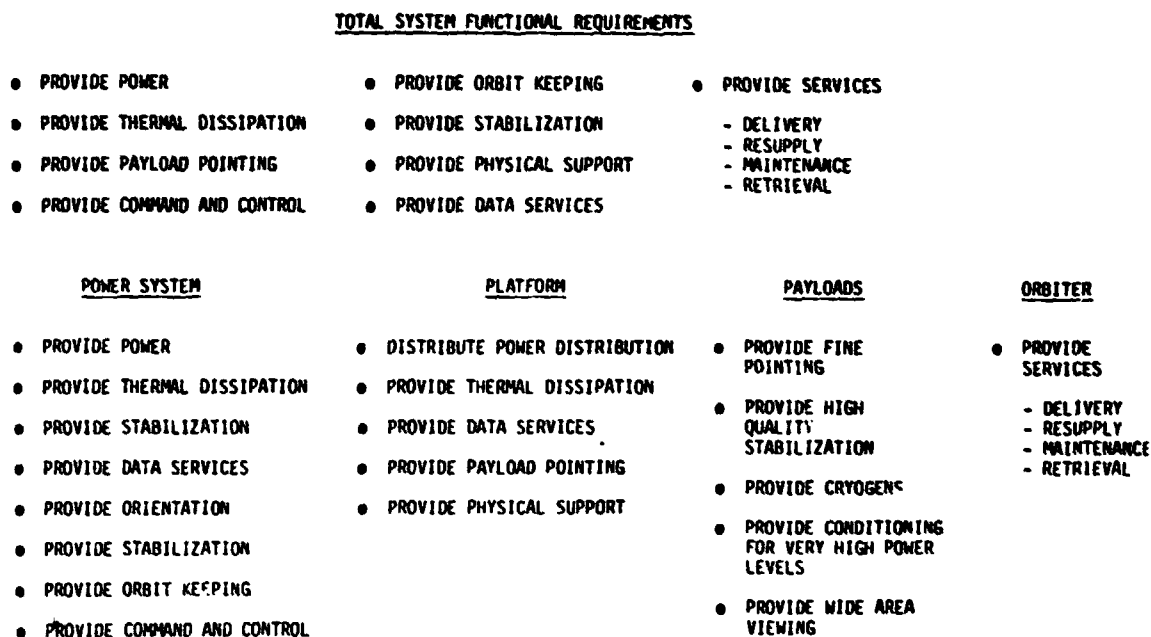 TOTAL SYSTEM FUNCTIONAL REQUIREMENTS
• PROVIDE POWER
• PROVIDE THERMAL DISSIPATION
• PROVIDE PAYLOAD POINTING
• PROVIDE COMMAND AND CONTROL
• PROVIDE ORBIT KEEPING
• PROVIDE STABILIZATION
• PROVIDE PHYSICAL SUPPORT
• PROVIDE DATA SERVICES
• PROVIDE SERVICES
- DELIVERY
- RESUPPLY
- MAINTENANCE
- RETRIEVAL
POWER SYSTEM
• PROVIDE POWER
• PROVIDE THERMAL DISSIPATION
• PROVIDE STABILIZATION
• PROVIDE DATA SERVICES
• PROVIDE ORIENTATION
• PROVIDE STABILIZATION
• PROVIDE ORBIT KEEPING
• PROVIDE COMMAND AND CONTROL
PLATFORM
• DISTRIBUTE POWER DISTRIBUTION
• PROVIDE THERMAL DISSIPATION
• PROVIDE DATA SERVICES
• PROVIDE PAYLOAD POINTING
• PROVIDE PHYSICAL SUPPORT
PAYLOADS
• PROVIDE FINE
POINTING
• PROVIDE HIGH
QUALITY
STABILIZATION
• PROVIDE CRYOGENS
• PROVIDE CONDITIONING
FOR VERY HIGH POWER
LEVELS
• PROVIDE WIDE AREA
VIEWING
ORBITER
• PROVIDE
SERVICES
- DELIVERY
- RESUPPLY
- MAINTENANCE
- RETRIEVAL